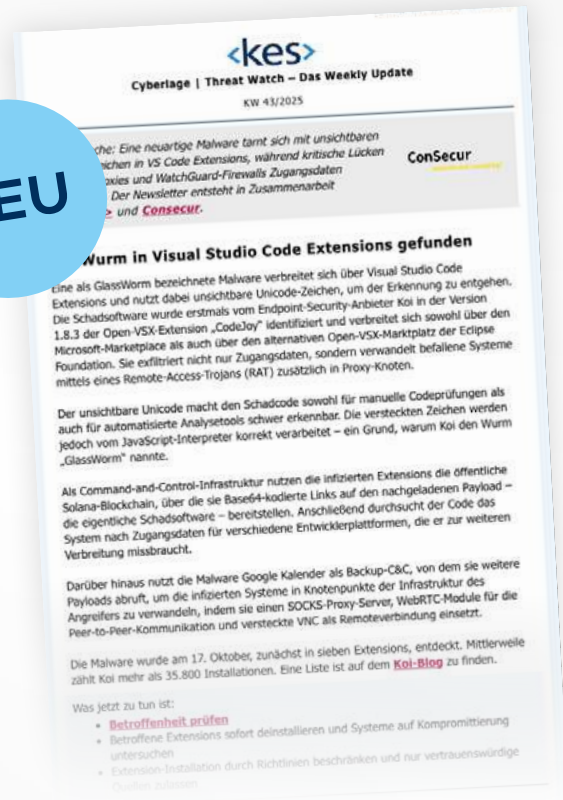 <kes>
Cyberlage | Threat Watch – Das Weekly Update
KW 43/2025
EU
che: Eine neuartige Malware tarnt sich mit unsichtbaren
eichen in VS Code Extensions, während kritische Lücken
oxies und WatchGuard-Firewalls Zugangsdaten
Der Newsletter entsteht in Zusammenarbeit
> und Consecur.
ConSecur
Wurm in Visual Studio Code Extensions gefunden
Eine als GlassWorm bezeichnete Malware verbreitet sich über Visual Studio Code
Extensions und nutzt dabei unsichtbare Unicode-Zeichen, um der Erkennung zu entgehen.
Die Schadsoftware wurde erstmals vom Endpoint-Security-Anbieter Koi in der Version
1.8.3 der Open-VSX-Extension „CodeJoy" identifiziert und verbreitet sich sowohl über den
Microsoft-Marketplace als auch über den alternativen Open-VSX-Marktplatz der Eclipse
Foundation. Sie exfiltriert nicht nur Zugangsdaten, sondern verwandelt befallene Systeme
mittels eines Remote-Access-Trojans (RAT) zusätzlich in Proxy-Knoten.
Der unsichtbare Unicode macht den Schadcode sowohl für manuelle Codeprüfungen als
auch für automatisierte Analysetools schwer erkennbar. Die versteckten Zeichen werden
jedoch vom JavaScript-Interpreter korrekt verarbeitet – ein Grund, warum Koi den Wurm
„GlassWorm" nannte.
Als Command-and-Control-Infrastruktur nutzen die infizierten Extensions die öffentliche
Solana-Blockchain, über die sie Base64-kodierte Links auf den nachgeladenen Payload –
die eigentliche Schadsoftware – bereitstellen. Anschließend durchsucht der Code das
System nach Zugangsdaten für verschiedene Entwicklerplattformen, die er zur weiteren
Verbreitung missbraucht.
Darüber hinaus nutzt die Malware Google Kalender als Backup-C&C, von dem sie weitere
Payloads abruft, um die infizierten Systeme in Knotenpunkte der Infrastruktur des
Angreifers zu verwandeln, indem sie einen SOCKS-Proxy-Server, WebRTC-Module für die
Peer-to-Peer-Kommunikation und versteckte VNC als Remoteverbindung einsetzt.
Die Malware wurde am 17. Oktober, zunächst in sieben Extensions, entdeckt. Mittlerweile
zählt Koi mehr als 35.800 Installationen. Eine Liste ist auf dem Koi-Blog zu finden.
Was jetzt zu tun ist:
• Betroffenheit prüfen
• Betroffene Extensions sofort deinstallieren und Systeme auf Kompromittierung
untersuchen
• Extension-Installation durch Richtlinien beschränken und nur vertrauenswürdige
Quellen zulassen